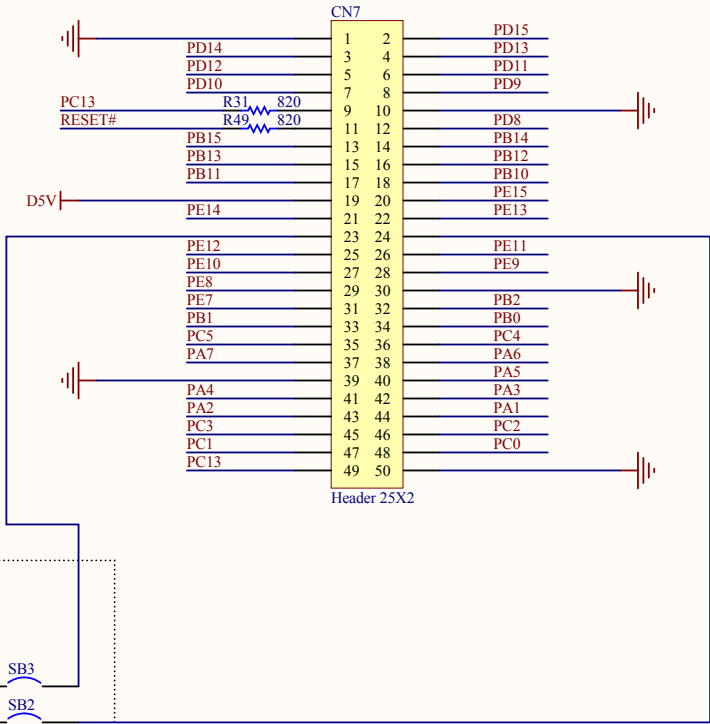 CN7
1 2 PD15
PD14 3 4 PD13
PD12 5 6 PD11
PD10 7 8 PD9
PC13 R31 820 9 10
RESET# R49 820 11 12 PD8
PB15 13 14 PB14
PB13 15 16 PB12
PB11 17 18 PB10
D5V 19 20 PE15
PE14 21 22 PE13
23 24
PE12 25 26 PE11
PE10 27 28 PE9
PE8 29 30
PE7 31 32 PB2
PB1 33 34 PB0
PC5 35 36 PC4
PA7 37 38 PA6
39 40 PA5
PA4 41 42 PA3
PA2 43 44 PA1
PC3 45 46 PC2
PC1 47 48 PC0
PC13 49 50
Header 25X2
SB3
SB2